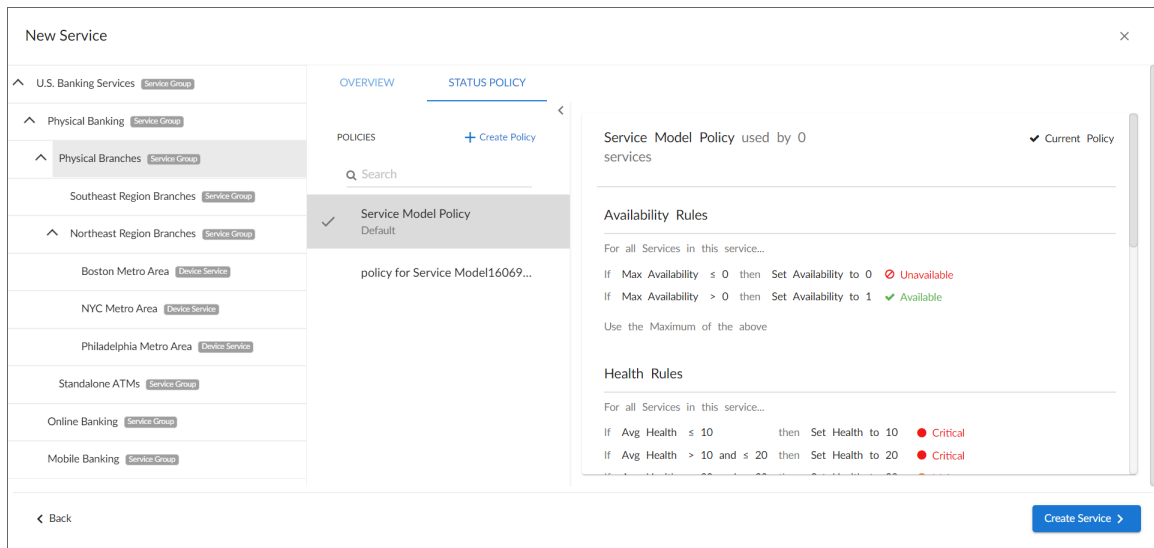 New Service
U.S. Banking Services Service Group
Physical Banking Service Group
Physical Branches Service Group
Southeast Region Branches Service Group
Northeast Region Branches Service Group
Boston Metro Area Device Service
NYC Metro Area Device Service
Philadelphia Metro Area Device Service
Standalone ATMs Service Group
Online Banking Service Group
Mobile Banking Service Group
OVERVIEW STATUS POLICY
POLICIES + Create Policy
Search
Service Model Policy
Default
policy for Service Model16069...
Service Model Policy used by 0
services
Current Policy
Availability Rules
For all Services in this service...
If Max Availability ≤ 0 then Set Availability to 0 Unavailable
If Max Availability > 0 then Set Availability to 1 Available
Use the Maximum of the above
Health Rules
For all Services in this service...
If Avg Health ≤ 10 then Set Health to 10 Critical
If Avg Health > 10 and ≤ 20 then Set Health to 20 Critical
Back
Create Service